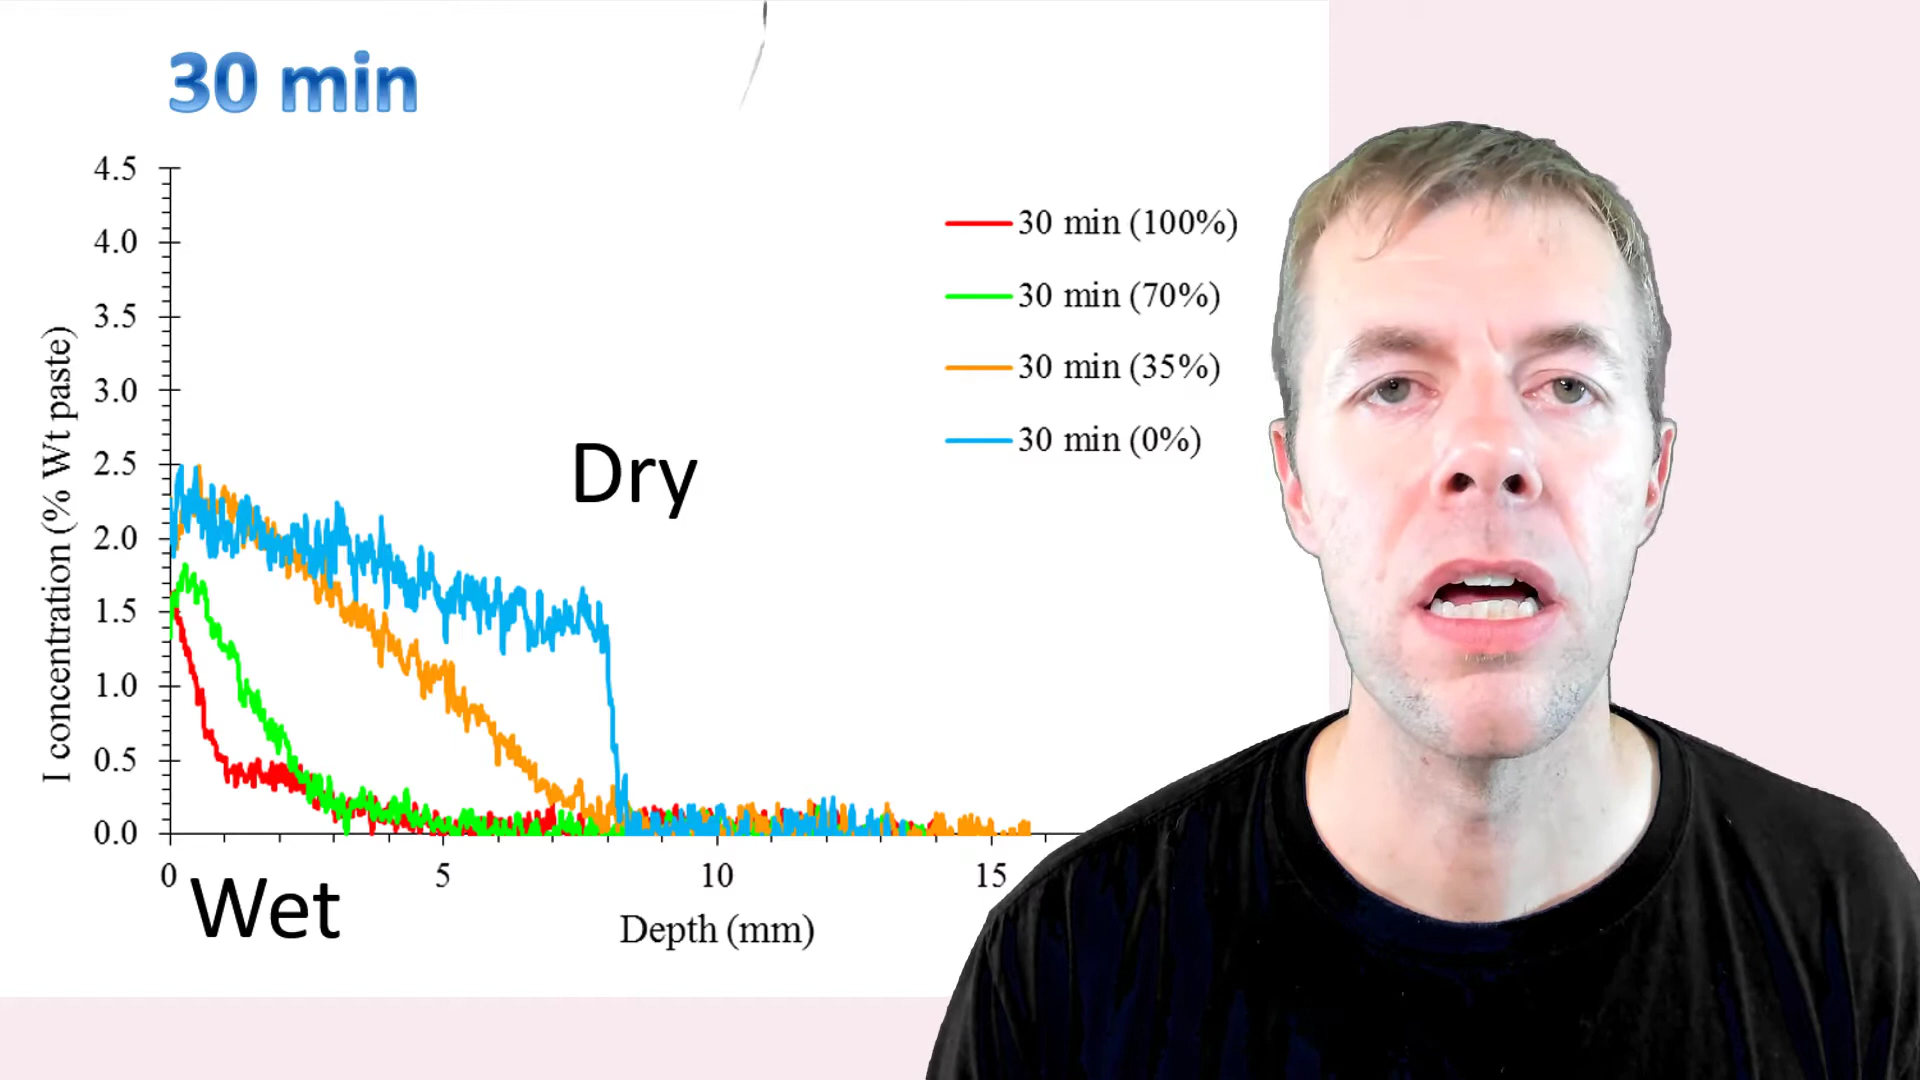 30 min
4.5
4.0
3.5
3.0
2.5
2.0
1.5
1.0
0.5
0.0
I concentration (% Wt paste)
30 min (100%)
30 min (70%)
30 min (35%)
30 min (0%)
Dry
0
5
10
15
Wet
Depth (mm)